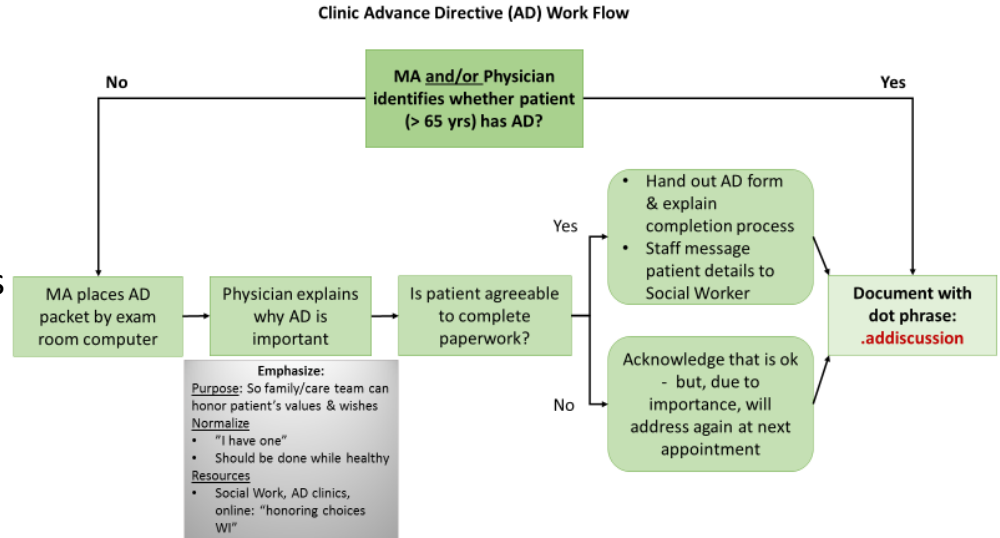 Clinic Advance Directive (AD) Work Flow
MA and/or Physician
identifies whether patient
(> 65 yrs) has AD?
No
Yes
MA places AD
packet by exam
room computer
Physician explains
why AD is
important
Emphasize:
Purpose: So family/care team can
honor patient's values & wishes
Normalize
• "I have one"
• Should be done while healthy
Resources
• Social Work, AD clinics,
online: "honoring choices
WI"
Is patient agreeable
to complete
paperwork?
Yes
• Hand out AD form
& explain
completion process
• Staff message
patient details to
Social Worker
No
Acknowledge that is ok
- but, due to
importance, will
address again at next
appointment
Document with
dot phrase:
.addiscussion